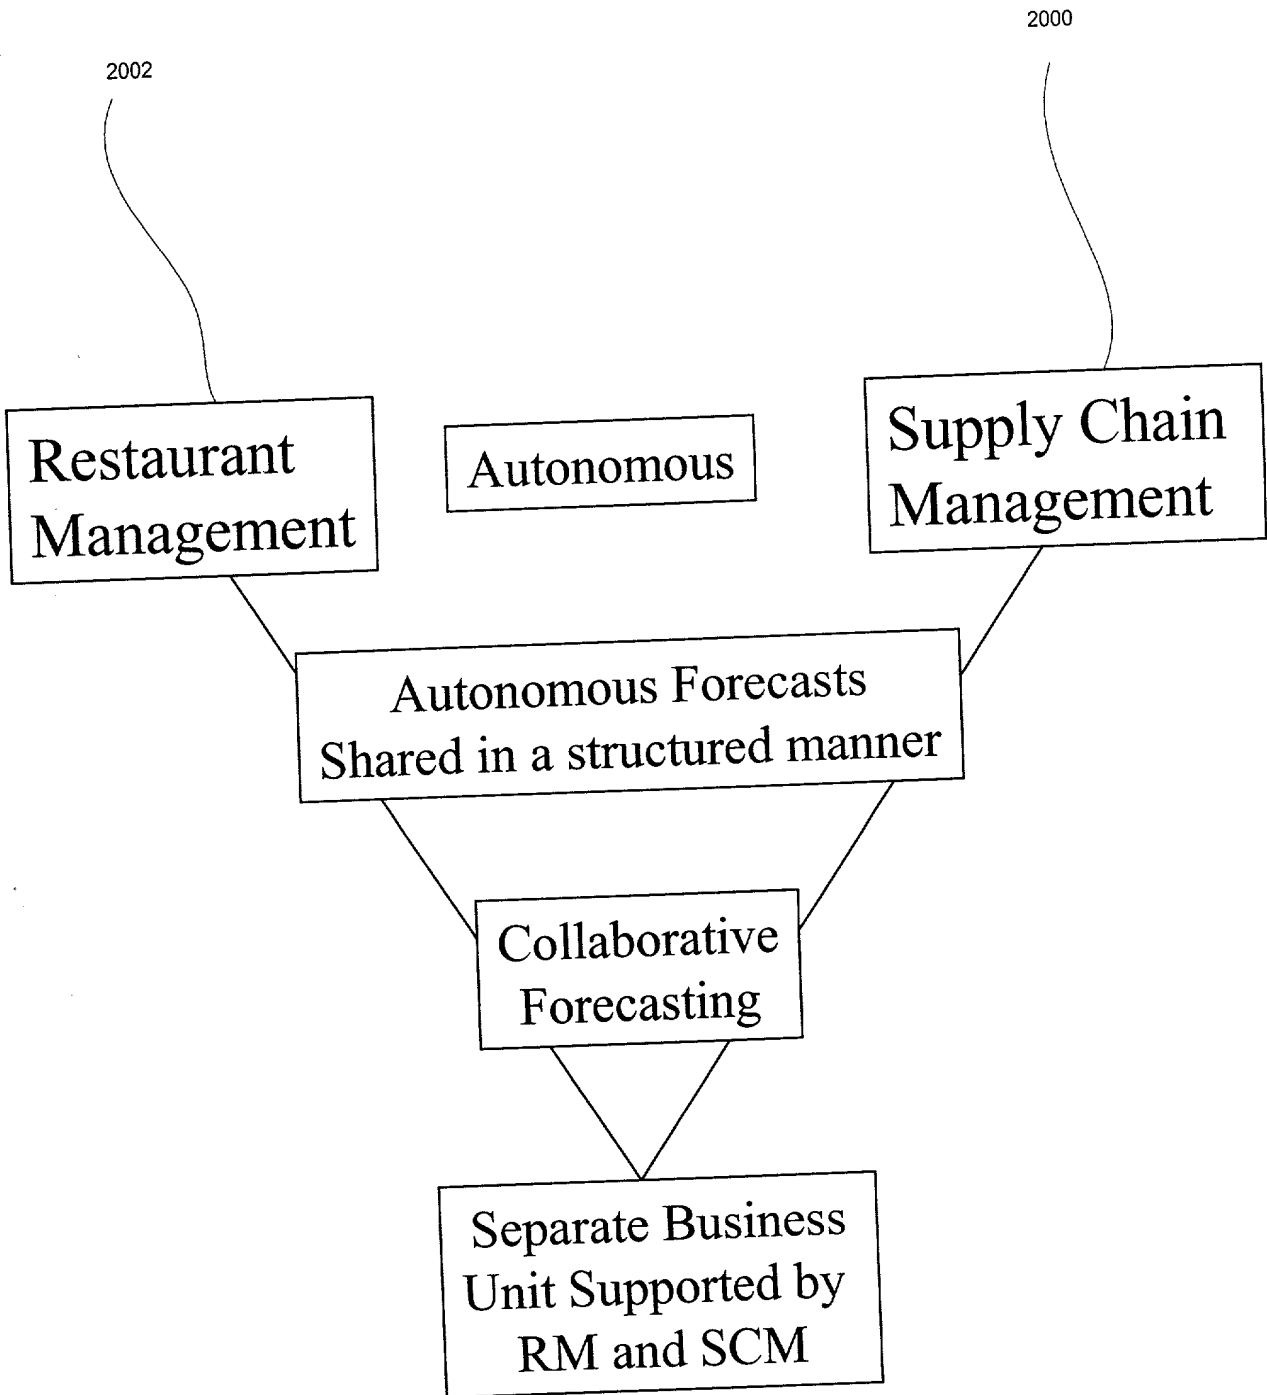 2002
2000
Restaurant
Management
Autonomous
Supply Chain
Management
Autonomous Forecasts
Shared in a structured manner
Collaborative
Forecasting
Separate Business
Unit Supported by
RM and SCM